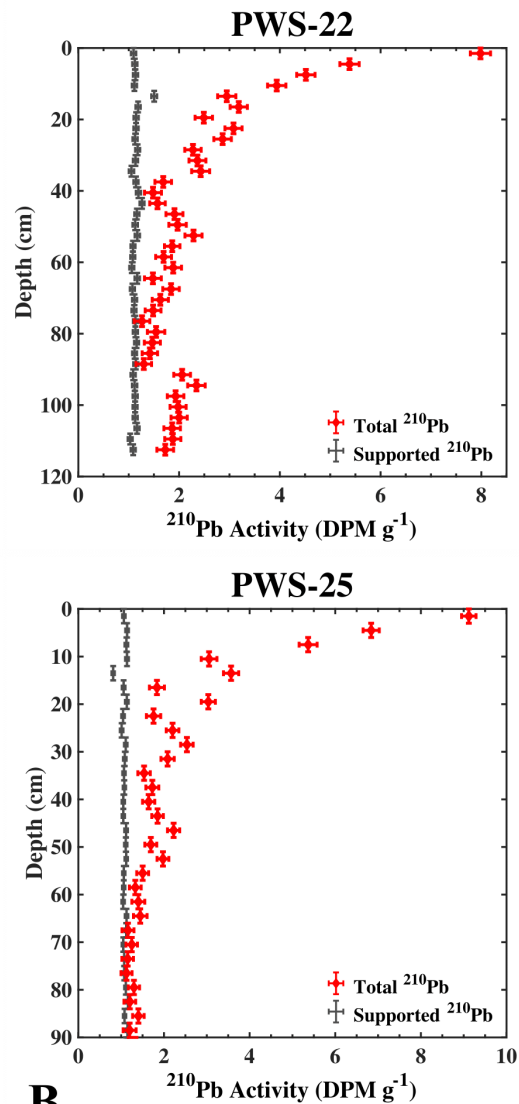 PWS-22
0
20
40
60
80
100
120
Depth (cm)
Total ²¹⁰Pb
Supported ²¹⁰Pb
0 2 4 6 8
²¹⁰Pb Activity (DPM g⁻¹)
PWS-25
0
10
20
30
40
50
60
70
80
90
Depth (cm)
Total ²¹⁰Pb
Supported ²¹⁰Pb
0 2 4 6 8 10
²¹⁰Pb Activity (DPM g⁻¹)
B